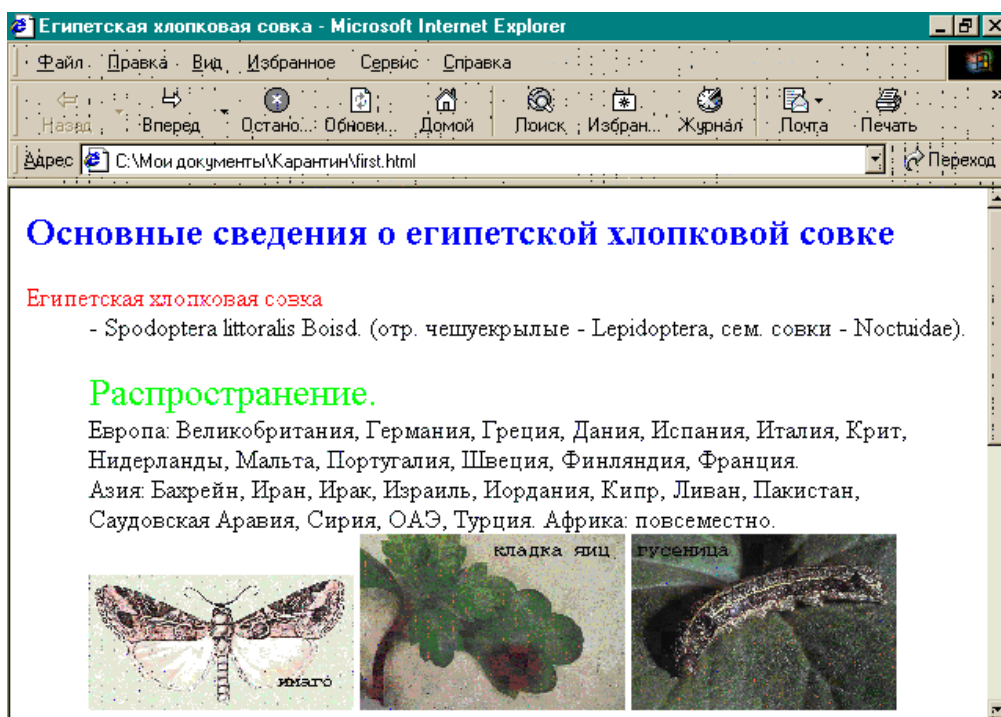 Египетская хлопковая совка - Microsoft Internet Explorer
Файл Правка Вид Избранное Сервис Справка
Назад Вперед Остано... Обнови... Домой Поиск Избран... Журнал Почта Печать »
Адрес C:\Мои документы\Карантин\first.html Переход
Основные сведения о египетской хлопковой совке
Египетская хлопковая совка
- Spodoptera littoralis Boisd. (отр. чешуекрылые - Lepidoptera, сем. совки - Noctuidae).
Распространение.
Европа: Великобритания, Германия, Греция, Дания, Испания, Италия, Крит,
Нидерланды, Мальта, Португалия, Швеция, Финляндия, Франция.
Азия: Бахрейн, Иран, Ирак, Израиль, Иордания, Кипр, Ливан, Пакистан,
Саудовская Аравия, Сирия, ОАЭ, Турция. Африка: повсеместно.
кладка яиц
гусеница
имаго